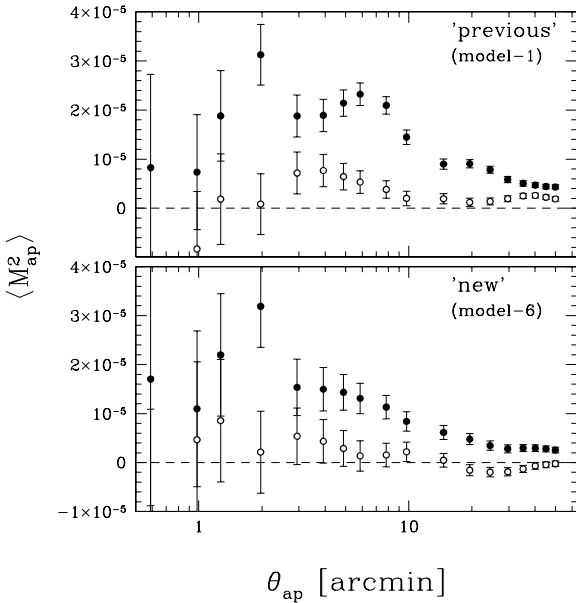 'previous'
(model−1)
4×10⁻⁵
3×10⁻⁵
2×10⁻⁵
10⁻⁵
0
⟨M²ap⟩
'new'
(model−6)
4×10⁻⁵
3×10⁻⁵
2×10⁻⁵
10⁻⁵
0
−1×10⁻⁵
1 10
θap [arcmin]